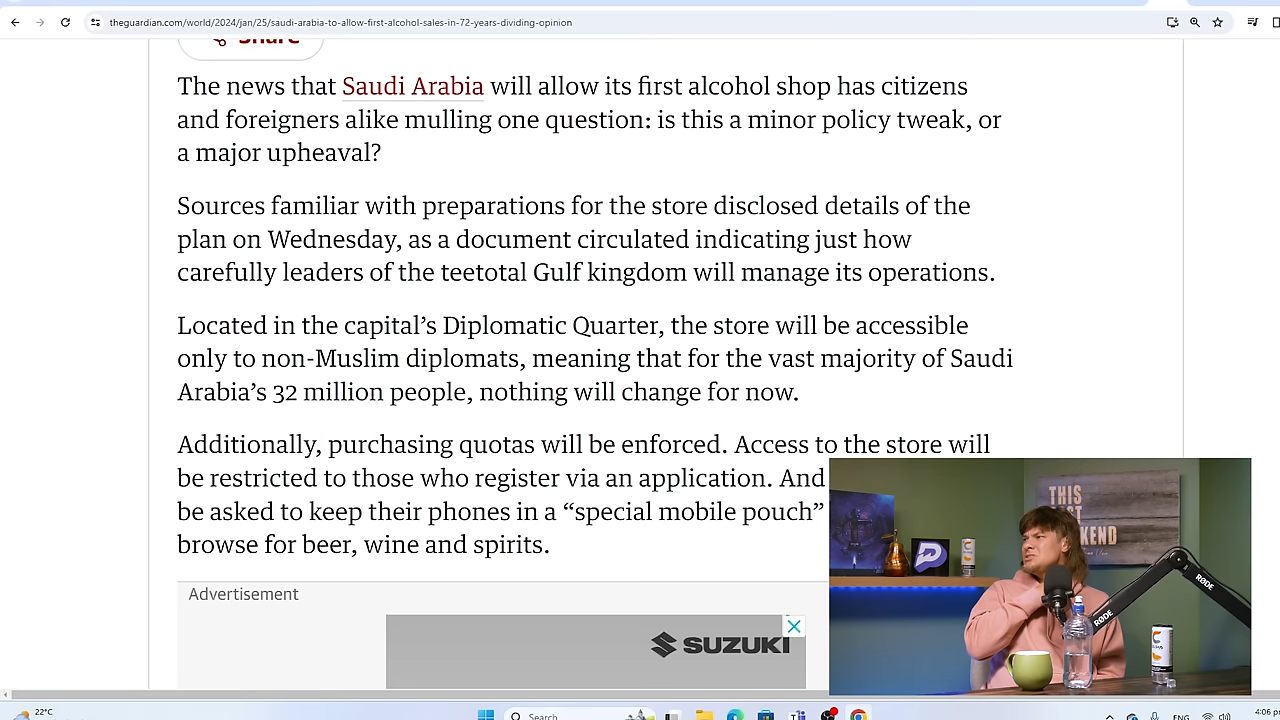 theguardian.com/world/2024/jan/25/saudi-arabia-to-allow-first-alcohol-sales-in-72-years-dividing-opinion
Share
The news that Saudi Arabia will allow its first alcohol shop has citizens
and foreigners alike mulling one question: is this a minor policy tweak, or
a major upheaval?
Sources familiar with preparations for the store disclosed details of the
plan on Wednesday, as a document circulated indicating just how
carefully leaders of the teetotal Gulf kingdom will manage its operations.
Located in the capital’s Diplomatic Quarter, the store will be accessible
only to non-Muslim diplomats, meaning that for the vast majority of Saudi
Arabia’s 32 million people, nothing will change for now.
Additionally, purchasing quotas will be enforced. Access to the store will
be restricted to those who register via an application. And
be asked to keep their phones in a “special mobile pouch”
browse for beer, wine and spirits.
Advertisement
SUZUKI
THIS
KEND
RØDE
RØDE
22°C
Search
ENG
4:06 pm